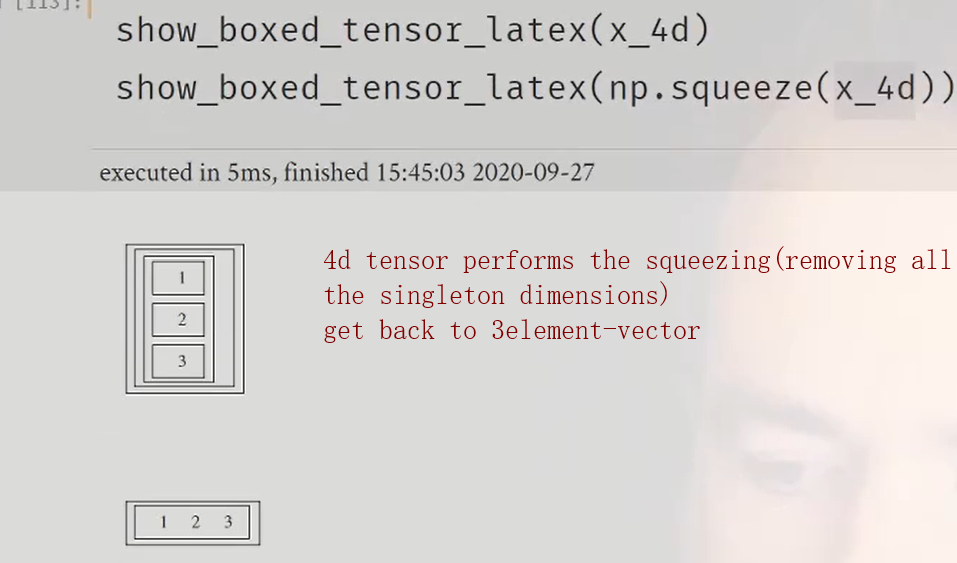 [113]:
show_boxed_tensor_latex(x_4d)
show_boxed_tensor_latex(np.squeeze(x_4d))
executed in 5ms, finished 15:45:03 2020-09-27
1
2
3
4d tensor performs the squeezing(removing all
the singleton dimensions)
get back to 3element-vector
1 2 3